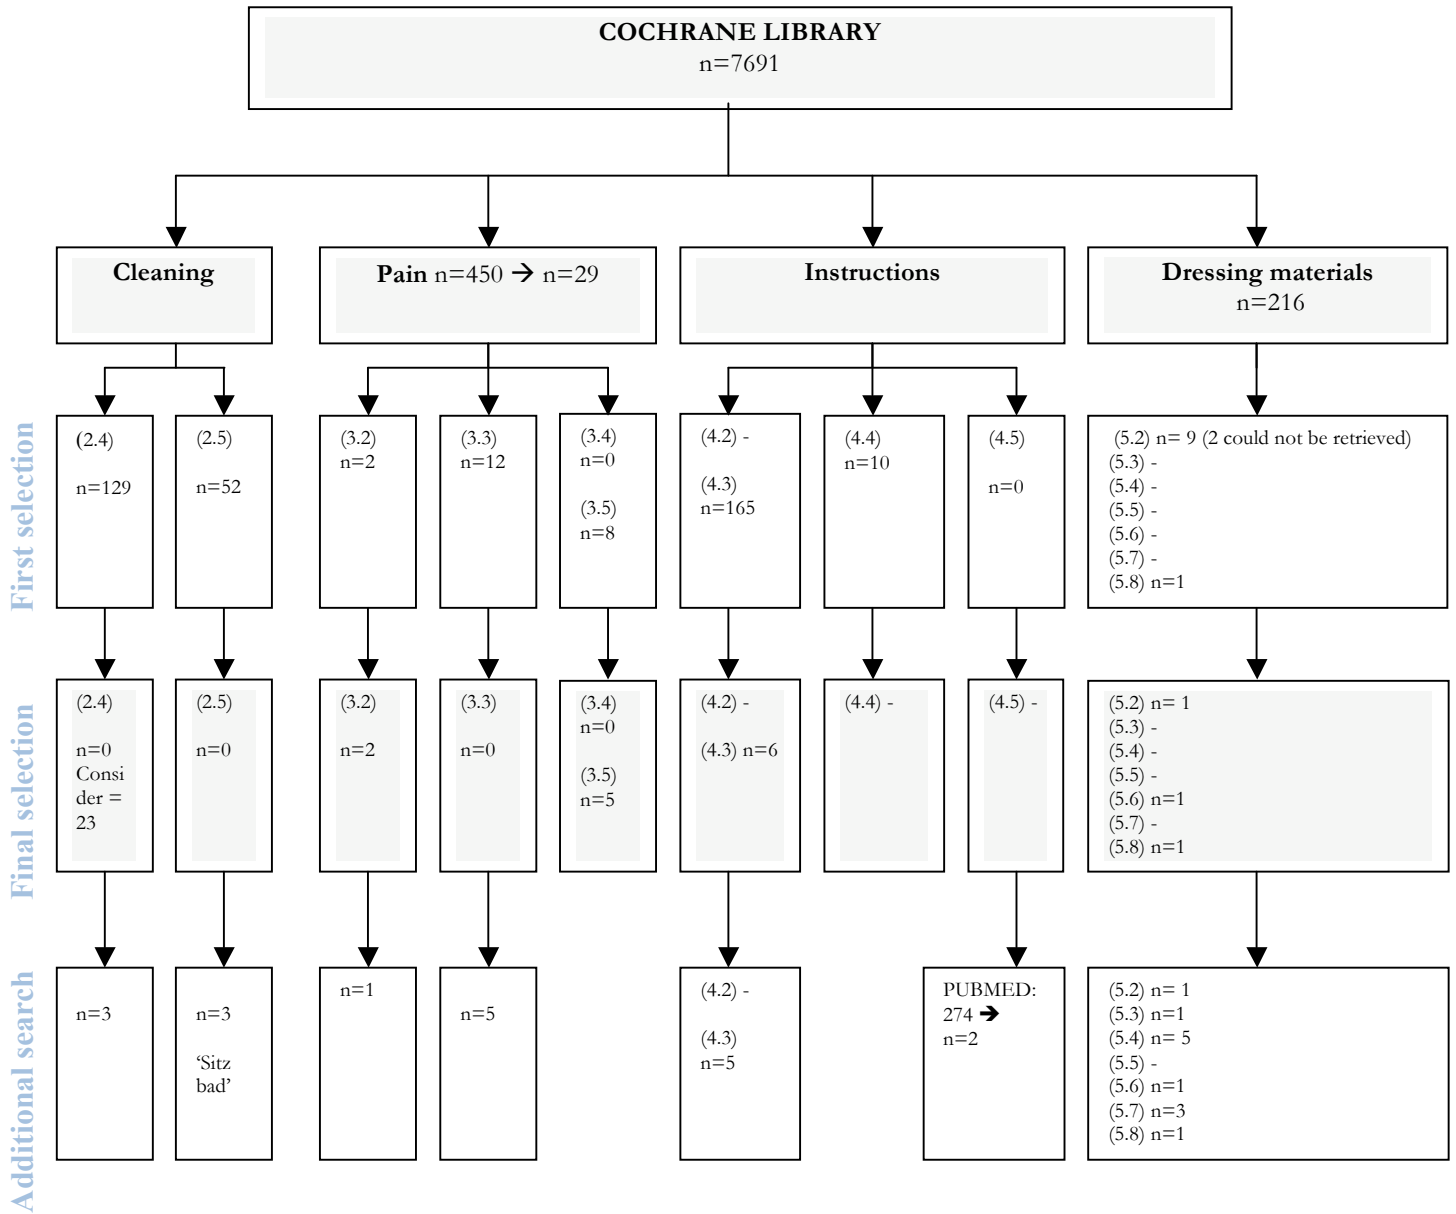 COCHRANE LIBRARY
n=7691
Cleaning
Pain n=450 → n=29
Instructions
Dressing materials
n=216
First selection
(2.4)
n=129
(2.5)
n=52
(3.2)
n=2
(3.3)
n=12
(3.4)
n=0
(3.5)
n=8
(4.2) -
(4.3)
n=165
(4.4)
n=10
(4.5)
n=0
(5.2) n= 9 (2 could not be retrieved)
(5.3) -
(5.4) -
(5.5) -
(5.6) -
(5.7) -
(5.8) n=1
Final selection
(2.4)
n=0
Consi
der =
23
(2.5)
n=0
(3.2)
n=2
(3.3)
n=0
(3.4)
n=0
(3.5)
n=5
(4.2) -
(4.3) n=6
(4.4) -
(4.5) -
(5.2) n= 1
(5.3) -
(5.4) -
(5.5) -
(5.6) n=1
(5.7) -
(5.8) n=1
Additional search
n=3
n=3
‘Sitz
bad’
n=1
n=5
(4.2) -
(4.3)
n=5
PUBMED:
274 →
n=2
(5.2) n= 1
(5.3) n=1
(5.4) n= 5
(5.5) -
(5.6) n=1
(5.7) n=3
(5.8) n=1